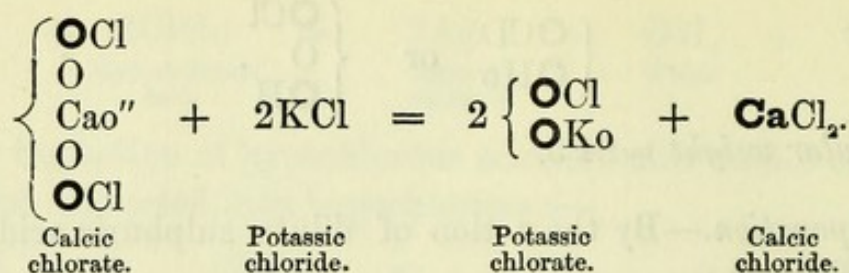 OCl
O
Cao″ + 2KCl = 2 { OCl OKo + CaCl₂.
O
OCl
Calcic chlorate. Potassic chloride. Potassic chlorate. Calcic chloride.